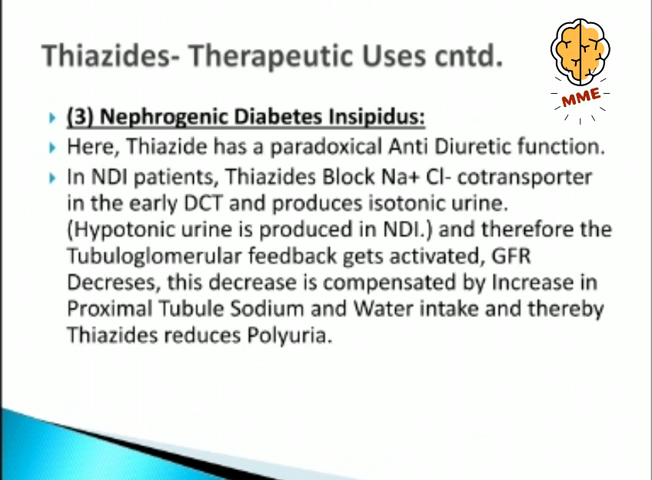 Thiazides- Therapeutic Uses cntd.
MME
(3) Nephrogenic Diabetes Insipidus:
Here, Thiazide has a paradoxical Anti Diuretic function.
In NDI patients, Thiazides Block Na+ Cl- cotransporter
in the early DCT and produces isotonic urine.
(Hypotonic urine is produced in NDI.) and therefore the
Tubuloglomerular feedback gets activated, GFR
Decreses, this decrease is compensated by Increase in
Proximal Tubule Sodium and Water intake and thereby
Thiazides reduces Polyuria.